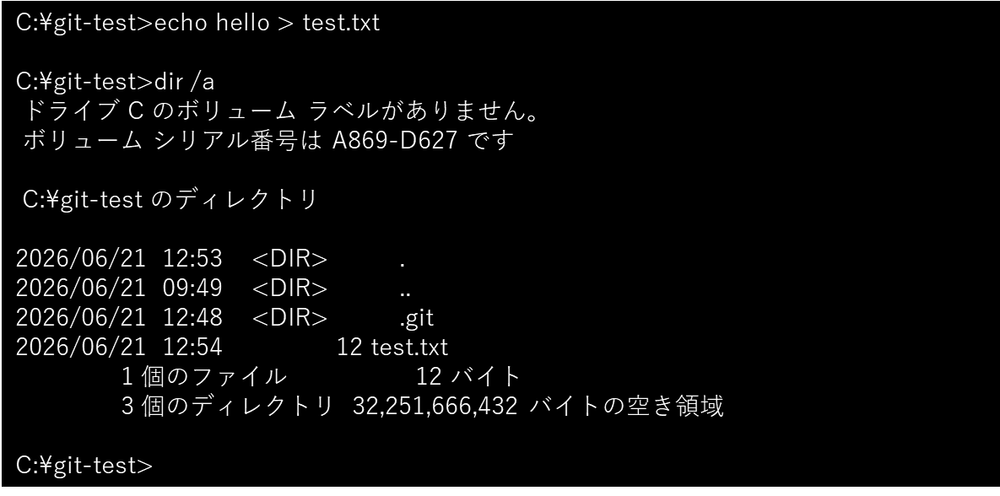 C:¥git-test>echo hello > test.txt
C:¥git-test>dir /a
ドライブ C のボリューム ラベルがありません。
ボリューム シリアル番号は A869-D627 です
C:¥git-test のディレクトリ
2026/06/21 12:53 <DIR> .
2026/06/21 09:49 <DIR> ..
2026/06/21 12:48 <DIR> .git
2026/06/21 12:54 12 test.txt
1 個のファイル 12 バイト
3 個のディレクトリ 32,251,666,432 バイトの空き領域
C:¥git-test>